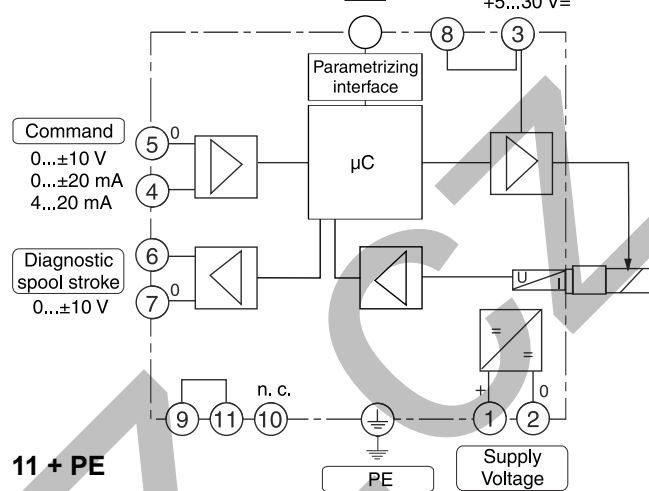 +5...30 V=
8
3
Parametrizing
interface
Command
0...±10 V
0...±20 mA
4...20 mA
5
0
4
µC
Diagnostic
spool stroke
0...±10 V
6
7
0
U
I
=
=
+
0
9
11
10
n. c.
1
2
11 + PE
PE
Supply
Voltage